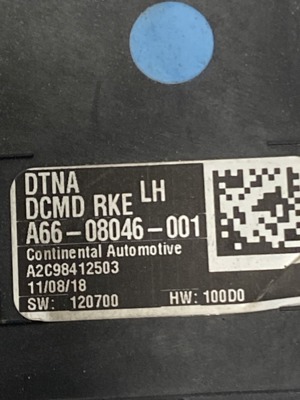 DTNA
DCMD RKE LH
A66-08046-001
Continental Automotive
A2C98412503
11/08/18
SW: 120700 HW: 100D0